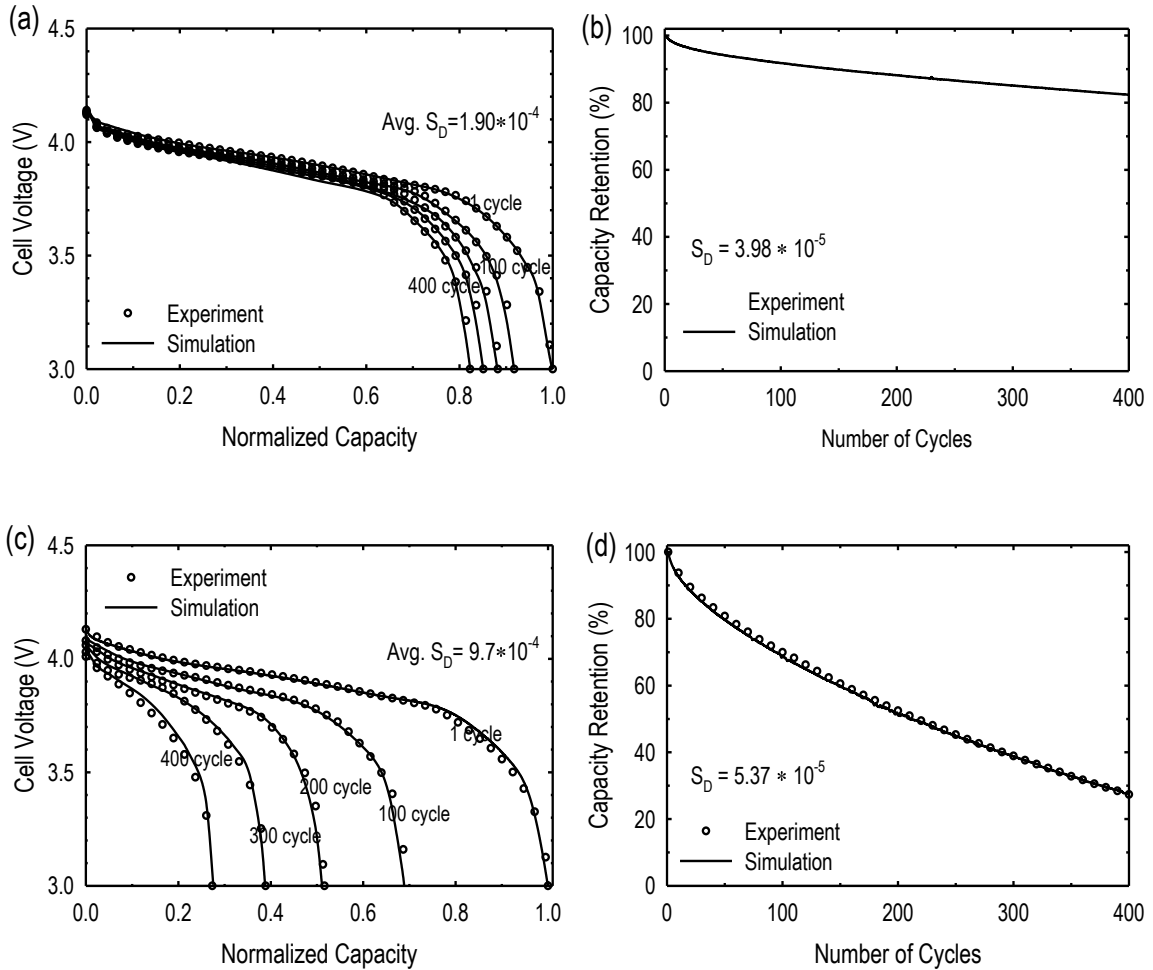 (a)
4.5
4.0
3.5
3.0
Cell Voltage (V)
Avg. S_D=1.90*10^-4
1 cycle
100 cycle
400 cycle
Experiment
Simulation
0.0 0.2 0.4 0.6 0.8 1.0
Normalized Capacity
(b)
100
80
60
40
20
0
Capacity Retention (%)
S_D = 3.98 * 10^-5
Experiment
Simulation
0 100 200 300 400
Number of Cycles
(c)
4.5
4.0
3.5
3.0
Cell Voltage (V)
Experiment
Simulation
Avg. S_D= 9.7*10^-4
1 cycle
400 cycle
200 cycle
100 cycle
300 cycle
0.0 0.2 0.4 0.6 0.8 1.0
Normalized Capacity
(d)
100
80
60
40
20
0
Capacity Retention (%)
S_D = 5.37 * 10^-5
Experiment
Simulation
0 100 200 300 400
Number of Cycles